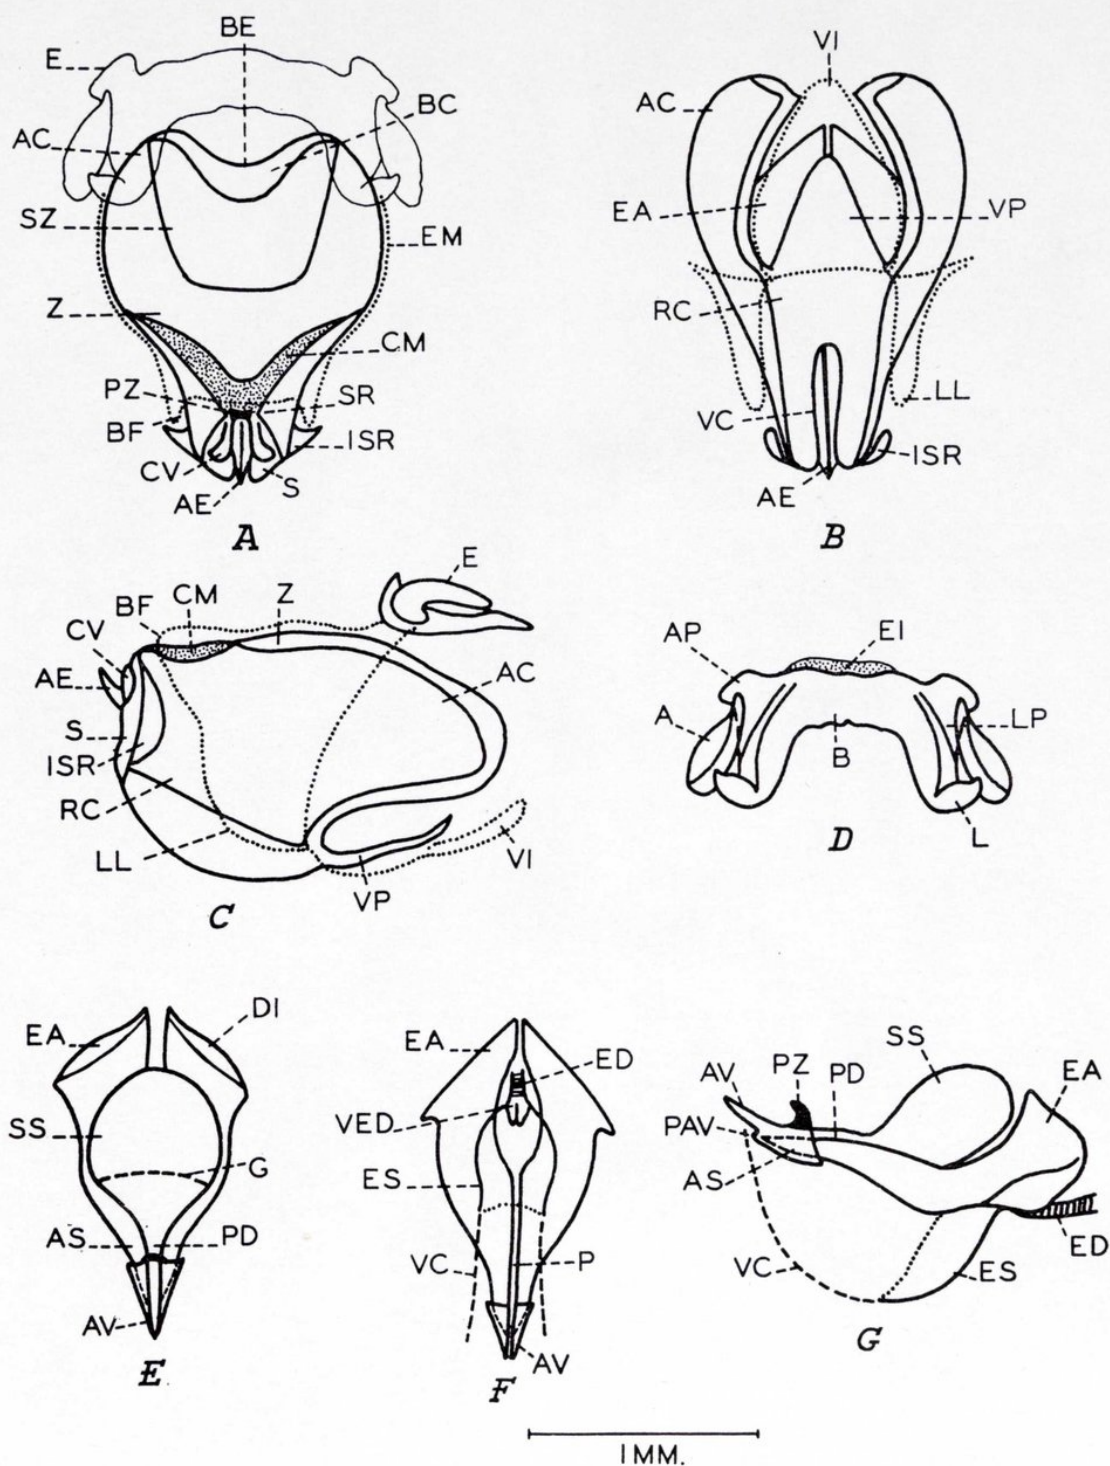 BE
E
BC
AC
SZ
EM
Z
CM
PZ
SR
BF
ISR
CV
S
AE
A
VI
AC
EA
VP
RC
LL
VC
ISR
AE
B
E
BF
CM
Z
CV
AE
AC
S
ISR
RC
LL
VI
VP
C
AP
EI
A
LP
B
L
D
EA
DI
SS
G
AS
PD
AV
E
EA
ED
VED
ES
VC
P
AV
F
SS
AV
PZ
PD
EA
PAV
AS
VC
ES
ED
G
1 MM.